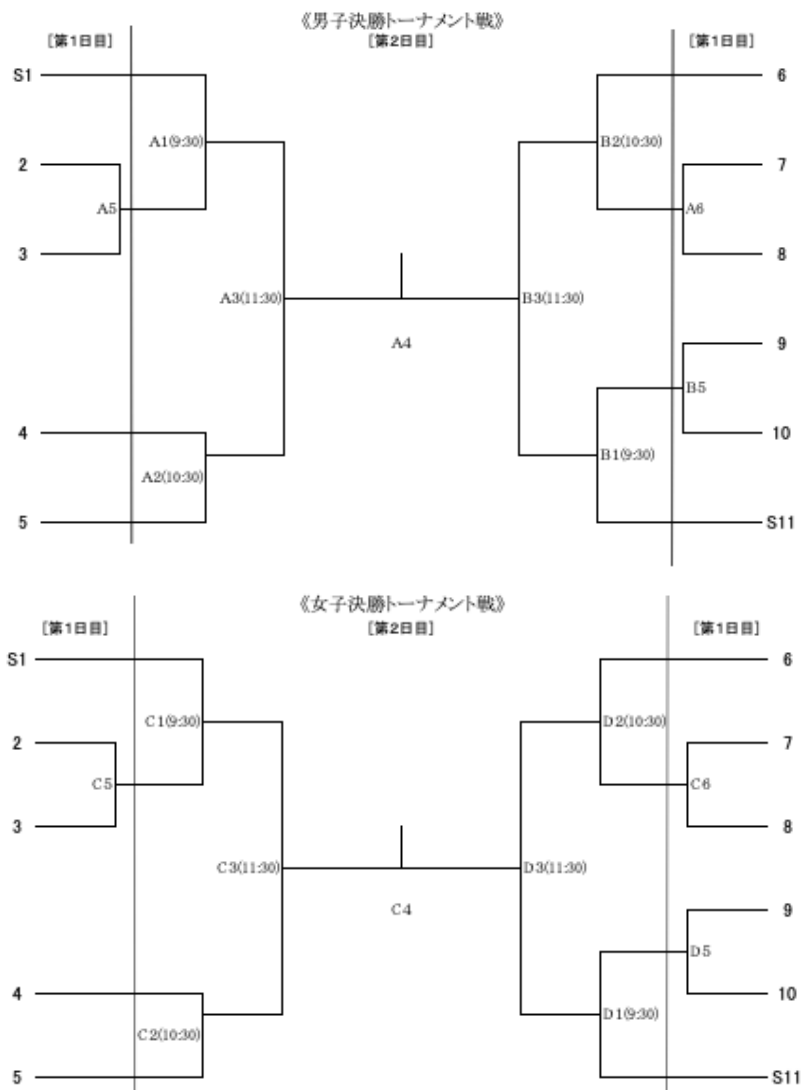 《男子決勝トーナメント戦》
[第1日目] [第2日目] [第1日目]
S1 6
A1(9:30) B2(10:30)
2 7
A5 A6
3 8
A3(11:30) B3(11:30)
A4 9
B5
4 10
B1(9:30)
A2(10:30)
5 S11
《女子決勝トーナメント戦》
[第1日目] [第2日目] [第1日目]
S1 6
C1(9:30) D2(10:30)
2 7
C5 C6
3 8
C3(11:30) D3(11:30)
C4 9
D5
4 10
D1(9:30)
C2(10:30)
5 S11